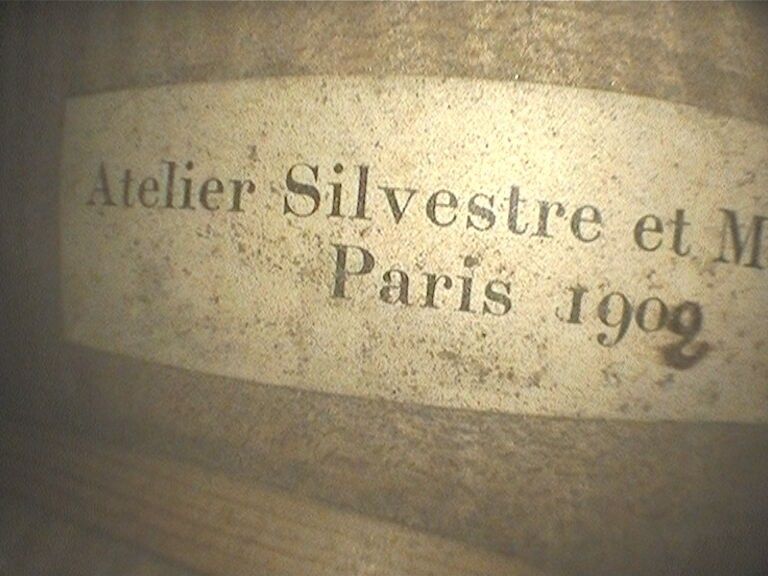 Atelier Silvestre et M
Paris 1902